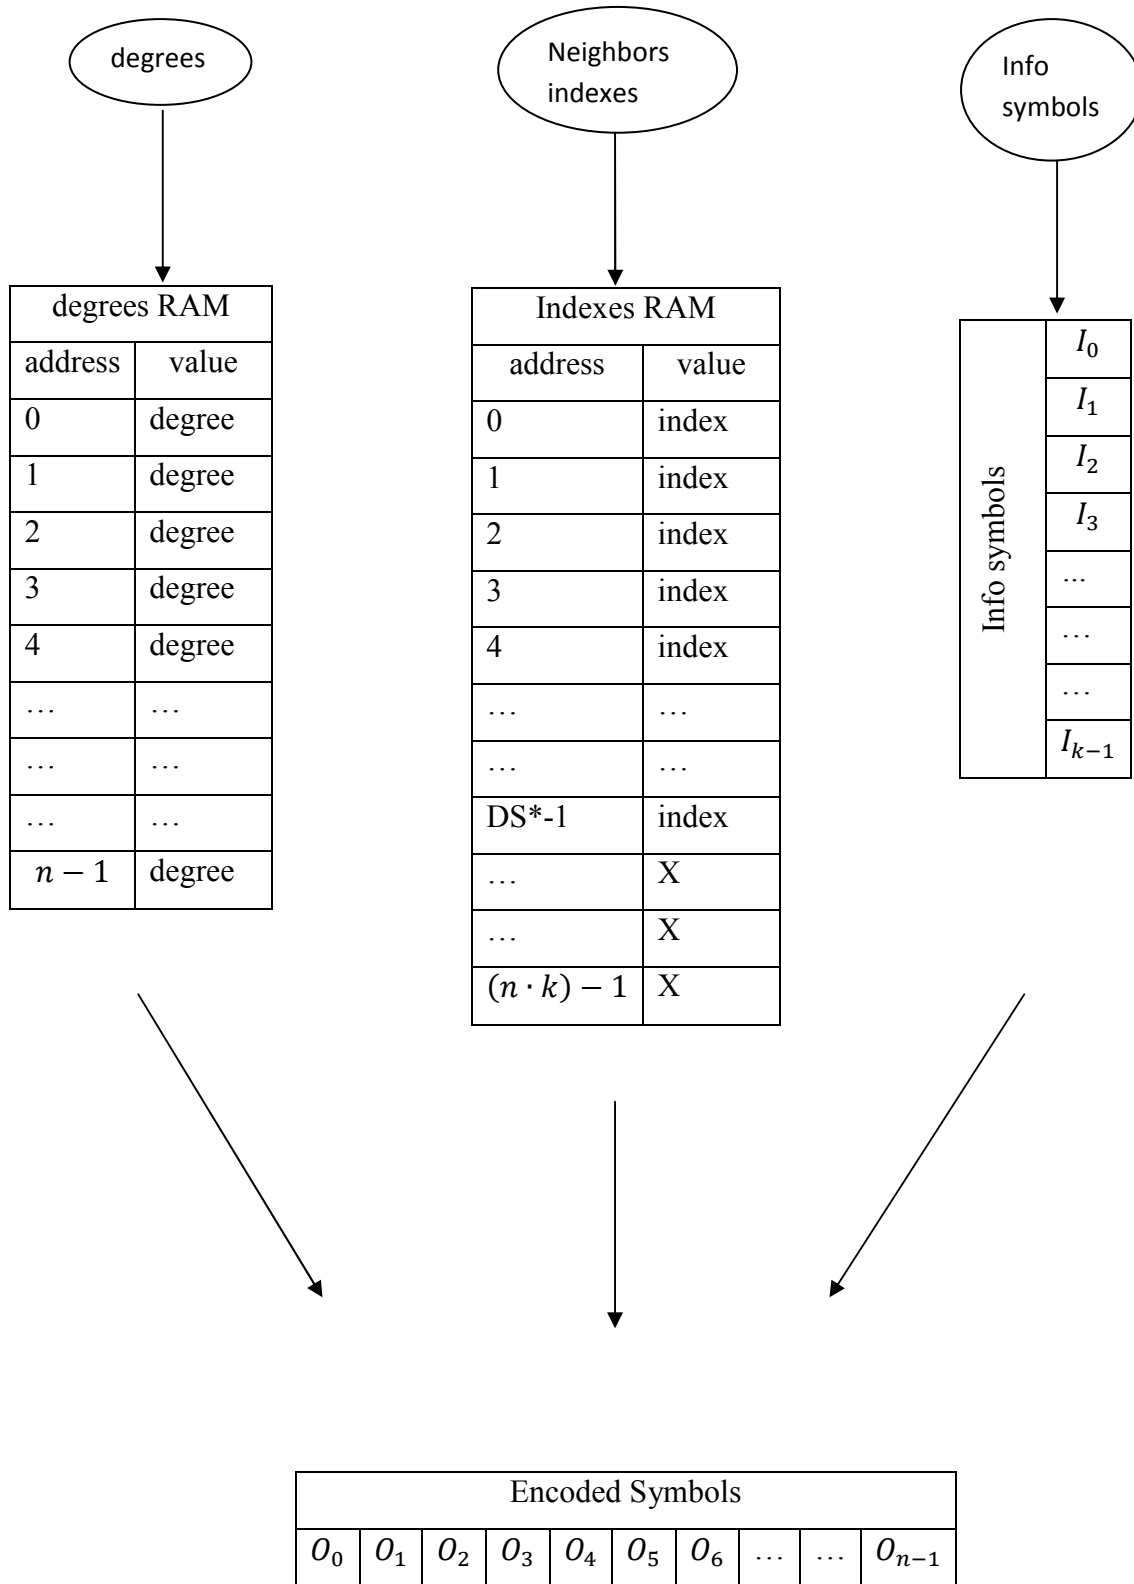 degrees
Neighbors
indexes
Info
symbols
degrees RAM
address value
0 degree
1 degree
2 degree
3 degree
4 degree
… …
… …
… …
n − 1 degree
Indexes RAM
address value
0 index
1 index
2 index
3 index
4 index
… …
… …
DS*-1 index
… X
… X
(n · k) − 1 X
Info symbols
I₀
I₁
I₂
I₃
…
…
…
Iₖ₋₁
Encoded Symbols
O₀ O₁ O₂ O₃ O₄ O₅ O₆ … … Oₙ₋₁